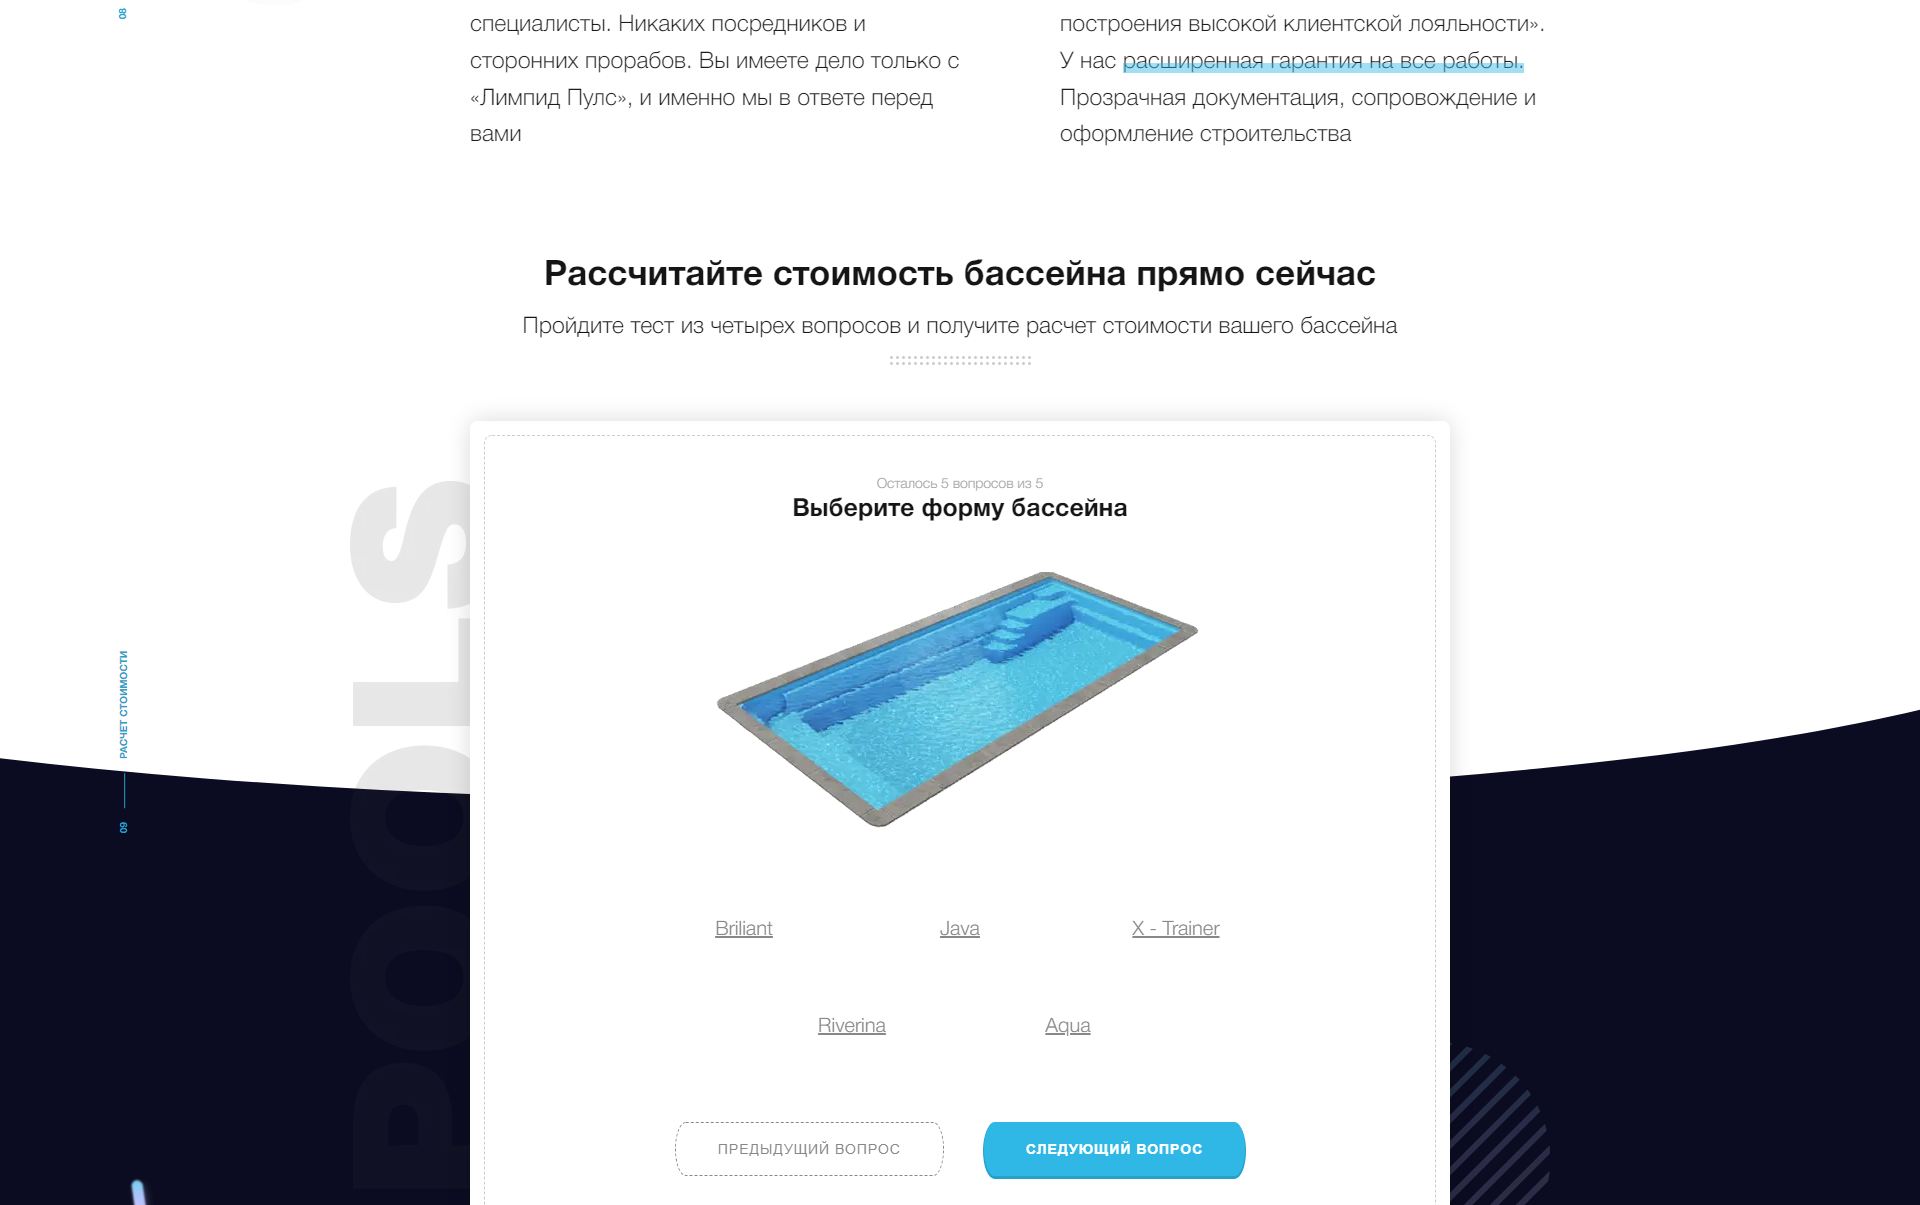 08
специалисты. Никаких посредников и
сторонних прорабов. Вы имеете дело только с
«Лимпид Пулс», и именно мы в ответе перед
вами
построения высокой клиентской лояльности».
У нас расширенная гарантия на все работы.
Прозрачная документация, сопровождение и
оформление строительства
Рассчитайте стоимость бассейна прямо сейчас
Пройдите тест из четырех вопросов и получите расчет стоимости вашего бассейна
POOLS
09 РАСЧЕТ СТОИМОСТИ
Осталось 5 вопросов из 5
Выберите форму бассейна
Briliant
Java
X - Trainer
Riverina
Aqua
ПРЕДЫДУЩИЙ ВОПРОС
СЛЕДУЮЩИЙ ВОПРОС